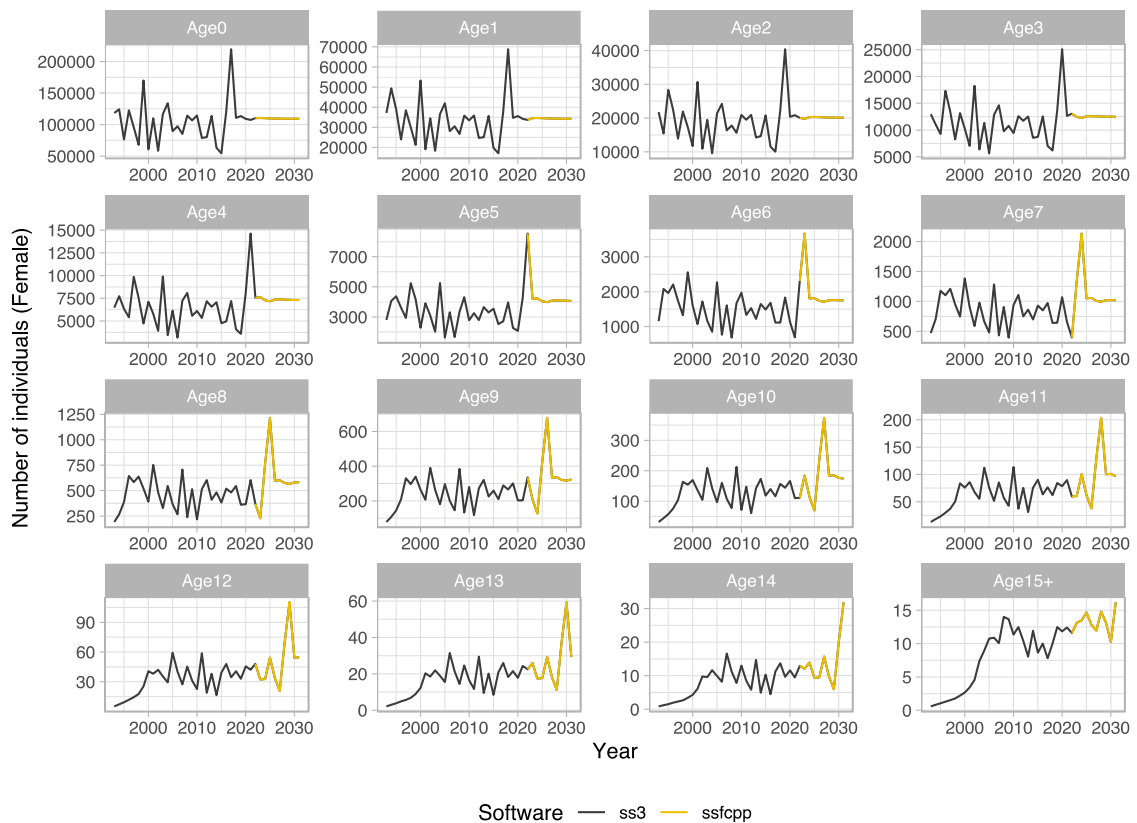 Age0 Age1 Age2 Age3
200000 150000 100000 50000
70000 60000 50000 40000 30000 20000
40000 30000 20000 10000
25000 20000 15000 10000 5000
2000 2010 2020 2030 2000 2010 2020 2030 2000 2010 2020 2030 2000 2010 2020 2030
Age4 Age5 Age6 Age7
15000 12500 10000 7500 5000
7000 5000 3000
3000 2000 1000
2000 1500 1000 500
2000 2010 2020 2030 2000 2010 2020 2030 2000 2010 2020 2030 2000 2010 2020 2030
Number of individuals (Female)
Age8 Age9 Age10 Age11
1250 1000 750 500 250
600 400 200
300 200 100
200 150 100 50
2000 2010 2020 2030 2000 2010 2020 2030 2000 2010 2020 2030 2000 2010 2020 2030
Age12 Age13 Age14 Age15+
90 60 30
60 40 20 0
30 20 10 0
15 10 5 0
2000 2010 2020 2030 2000 2010 2020 2030 2000 2010 2020 2030 2000 2010 2020 2030
Year
Software ss3 ssfcpp